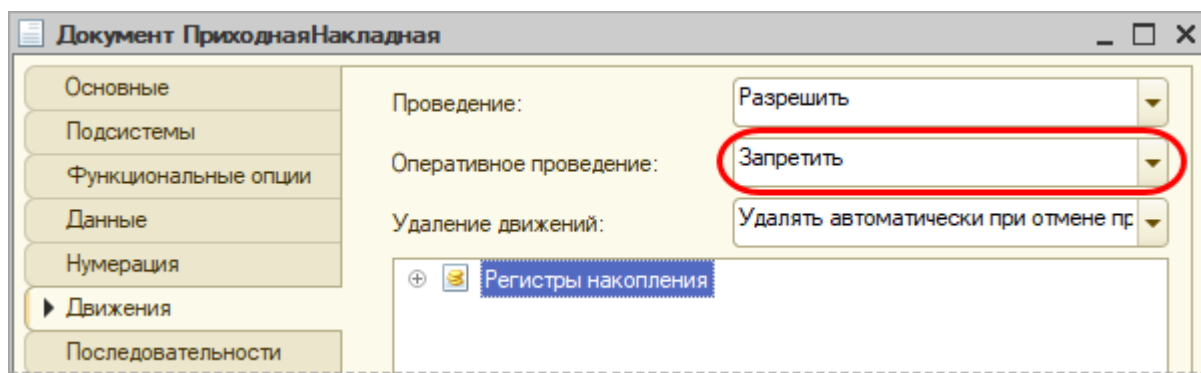 Документ ПриходнаяНакладная
Основные
Подсистемы
Функциональные опции
Данные
Нумерация
Движения
Последовательности
Проведение:
Разрешить
Оперативное проведение:
Запретить
Удаление движений:
Удалять автоматически при отмене пр
Регистры накопления